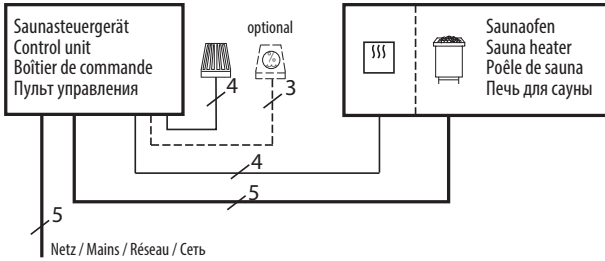 Saunasteuergerät
Control unit
Boîtier de commande
Пульт управления
optional
%
4
3
Saunaofen
Sauna heater
Poêle de sauna
Печь для сауны
4
5
5
Netz / Mains / Réseau / Сеть